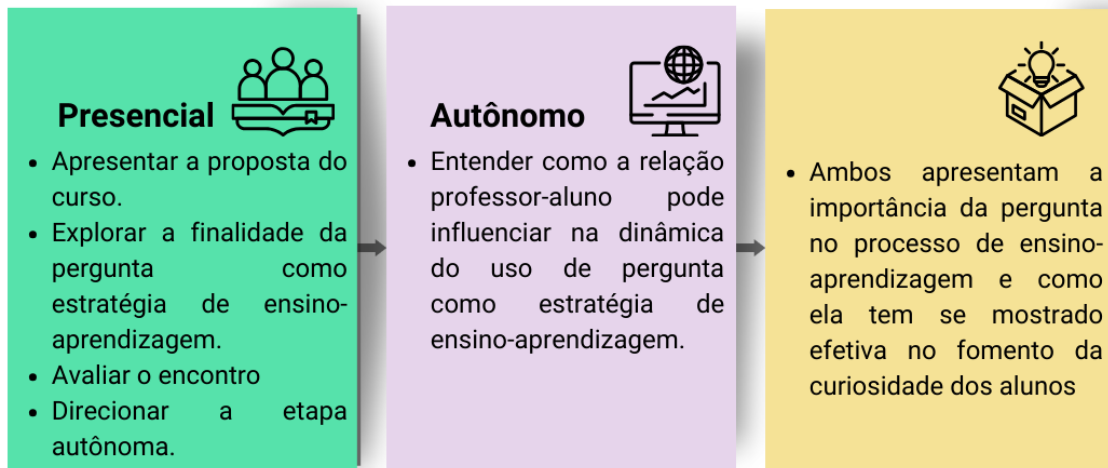 Presencial
• Apresentar a proposta do
curso.
• Explorar a finalidade da
pergunta como
estratégia de ensino-
aprendizagem.
• Avaliar o encontro
• Direcionar a etapa
autônoma.
Autônomo
• Entender como a relação
professor-aluno pode
influenciar na dinâmica
do uso de pergunta
como estratégia de
ensino-aprendizagem.
• Ambos apresentam a
importância da pergunta
no processo de ensino-
aprendizagem e como
ela tem se mostrado
efetiva no fomento da
curiosidade dos alunos